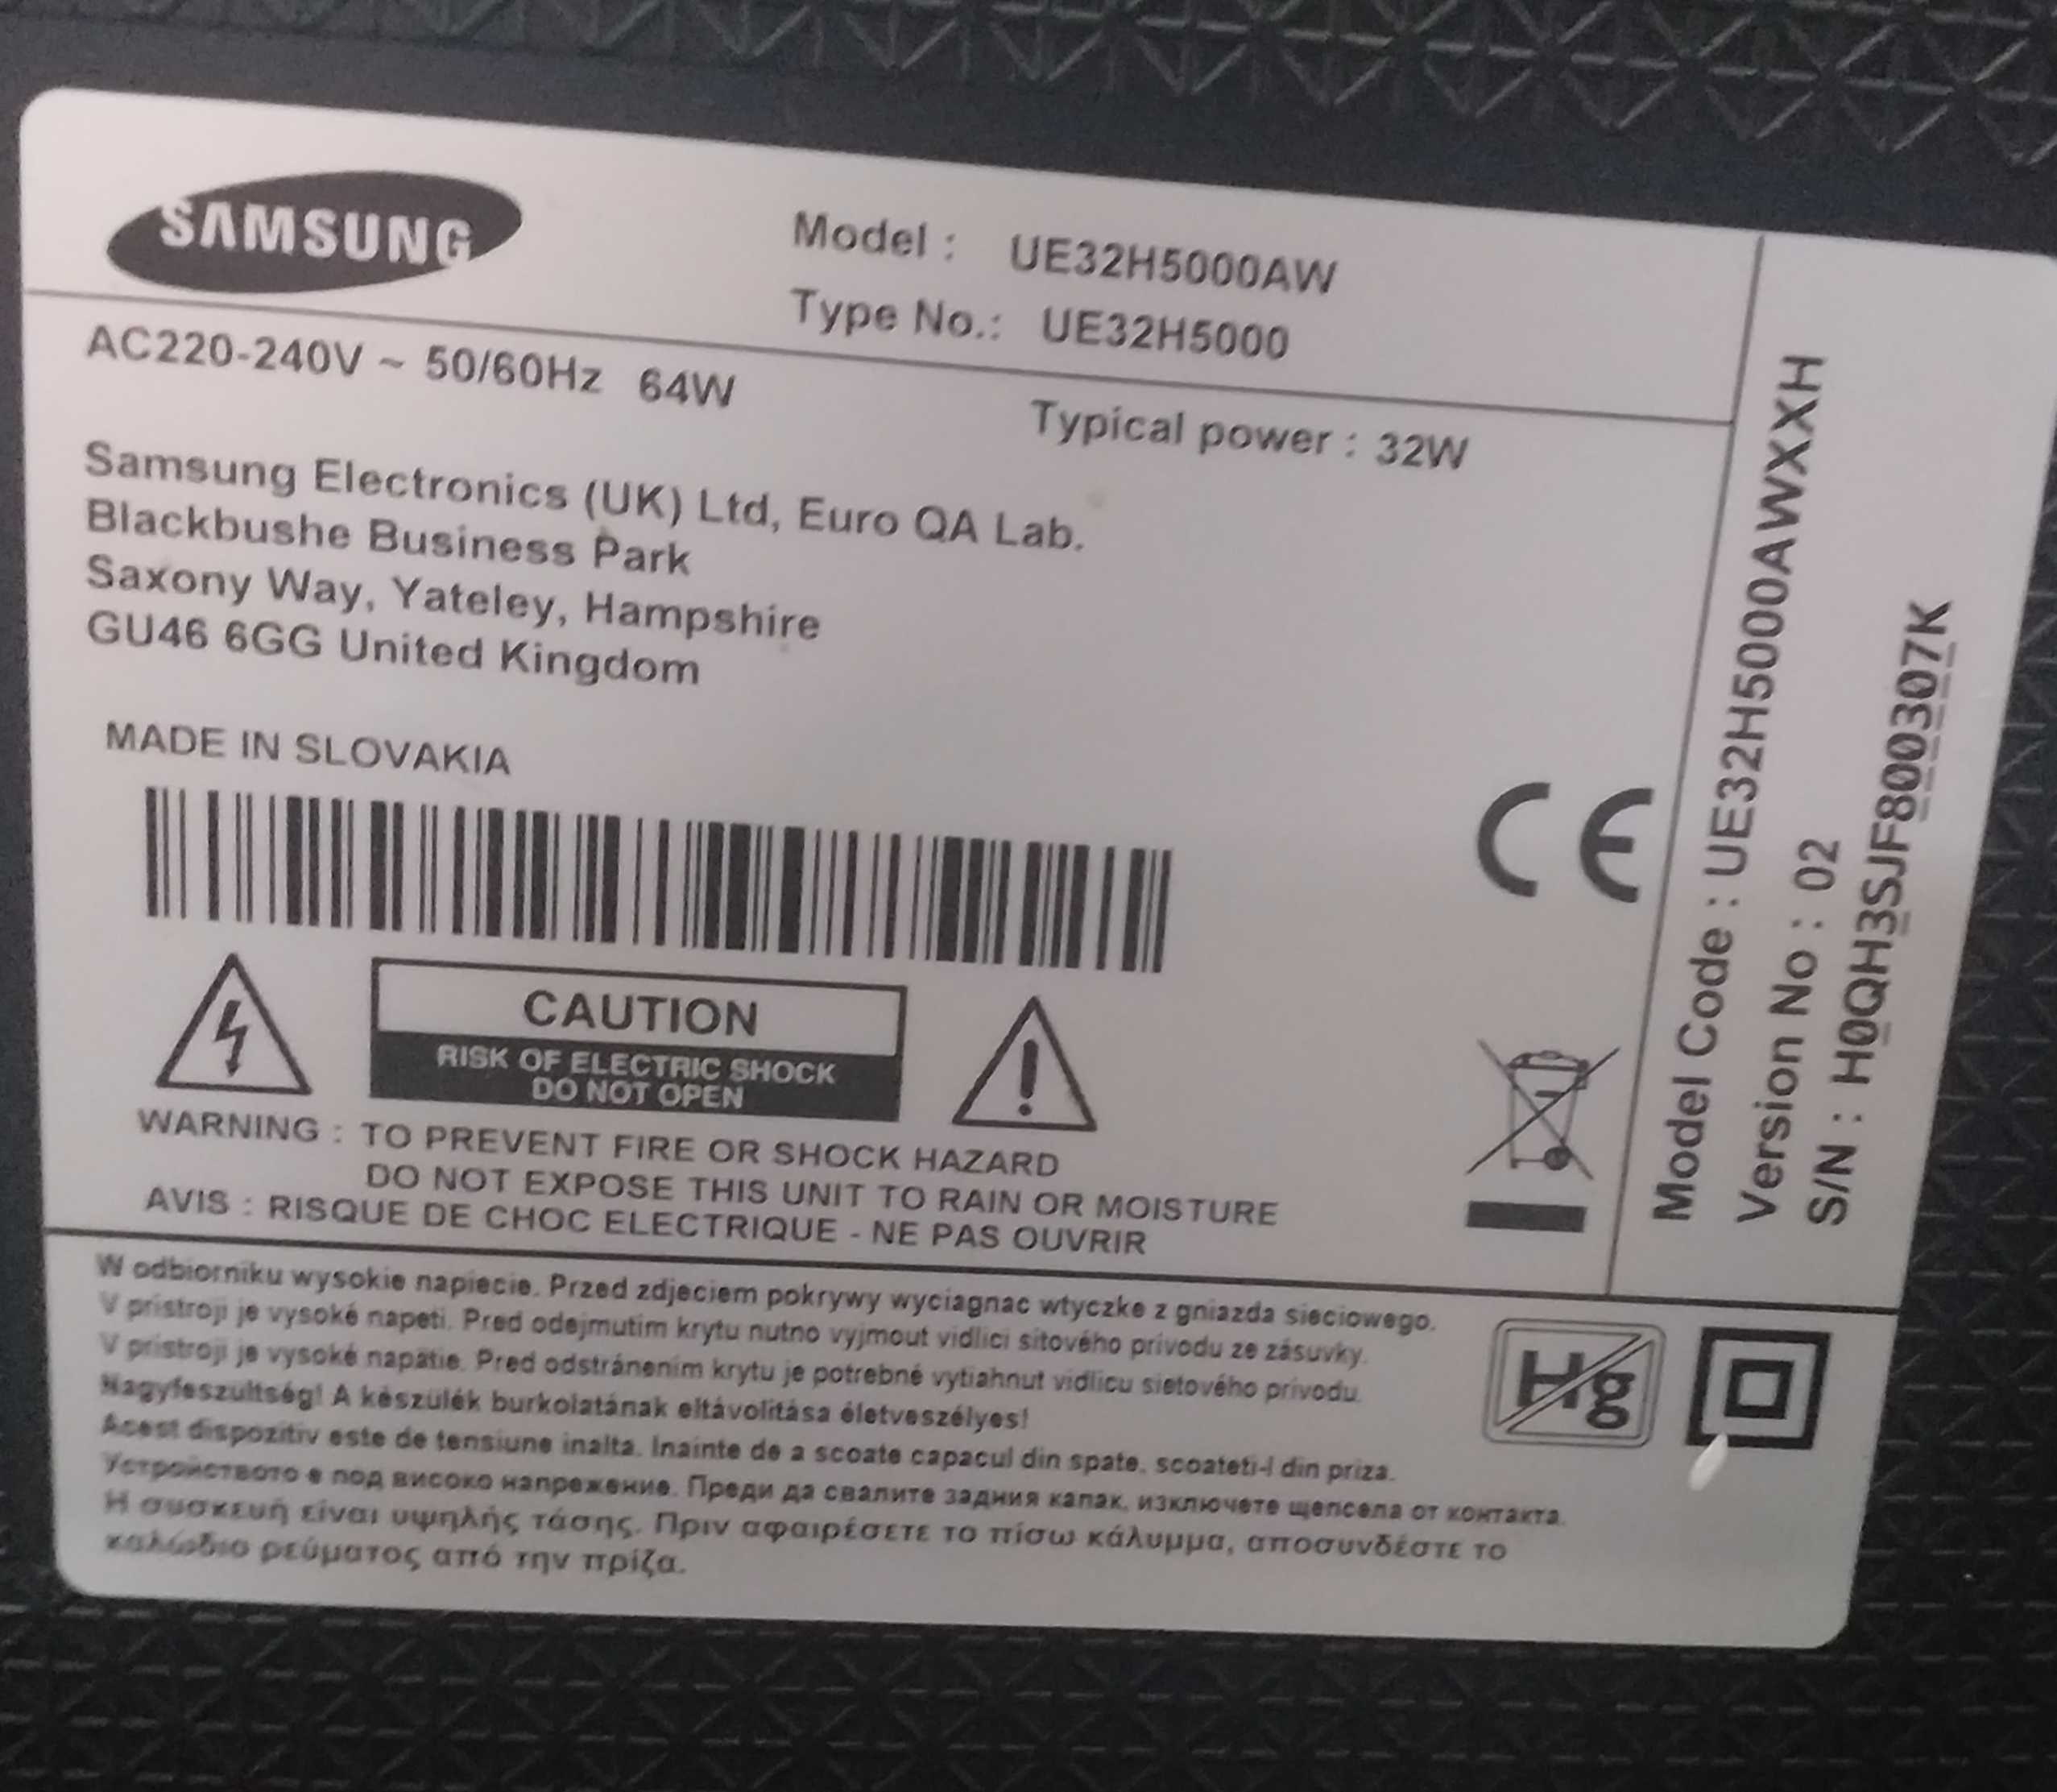 SAMSUNG
Model : UE32H5000AW
Type No.: UE32H5000
AC220-240V ~ 50/60Hz 64W
Typical power : 32W
Samsung Electronics (UK) Ltd, Euro QA Lab.
Blackbushe Business Park
Saxony Way, Yateley, Hampshire
GU46 6GG United Kingdom
MADE IN SLOVAKIA
CE
CAUTION
RISK OF ELECTRIC SHOCK
DO NOT OPEN
WARNING : TO PREVENT FIRE OR SHOCK HAZARD
DO NOT EXPOSE THIS UNIT TO RAIN OR MOISTURE
AVIS : RISQUE DE CHOC ELECTRIQUE - NE PAS OUVRIR
Model Code : UE32H5000AWXXH
Version No : 02
S/N : H0QH3SJF800307K
W odbiorniku wysokie napiecie. Przed zdjeciem pokrywy wyciagnac wtyczke z gniazda sieciowego.
V pristroji je vysoké napeti. Pred odejmutim krytu nutno vyjmout vidlici sitového privodu ze zásuvky.
V pristroji je vysoké napätie. Pred odstránenim krytu je potrebné vytiahnut vidlicu sietového privodu.
Nagyfeszultség! A készülék burkolatának eltávolitása életveszélyes!
Acest dispozitiv este de tensiune inalta. Inainte de a scoate capacul din spate, scoateti-l din priza.
Устройството е под високо напрежение. Преди да свалите задния капак, изключете щепсела от контакта.
Η συσκευή είναι υψηλής τάσης. Πριν αφαιρέσετε το πίσω κάλυμμα, αποσυνδέστε το
καλώδιο ρεύματος από την πρίζα.
Hg